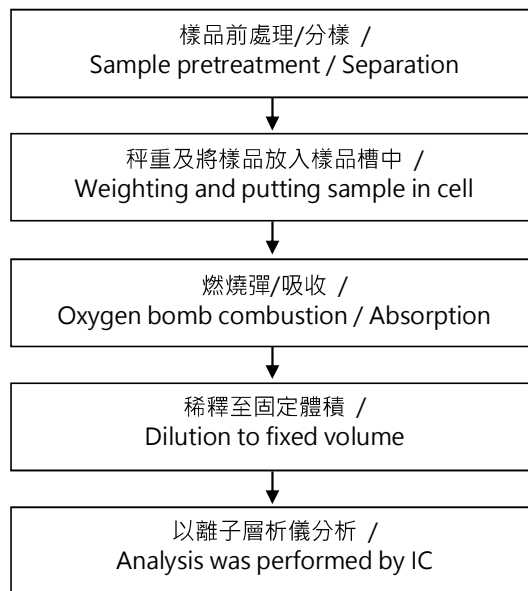 樣品前處理/分樣 /
Sample pretreatment / Separation
秤重及將樣品放入樣品槽中 /
Weighting and putting sample in cell
燃燒彈/吸收 /
Oxygen bomb combustion / Absorption
稀釋至固定體積 /
Dilution to fixed volume
以離子層析儀分析 /
Analysis was performed by IC